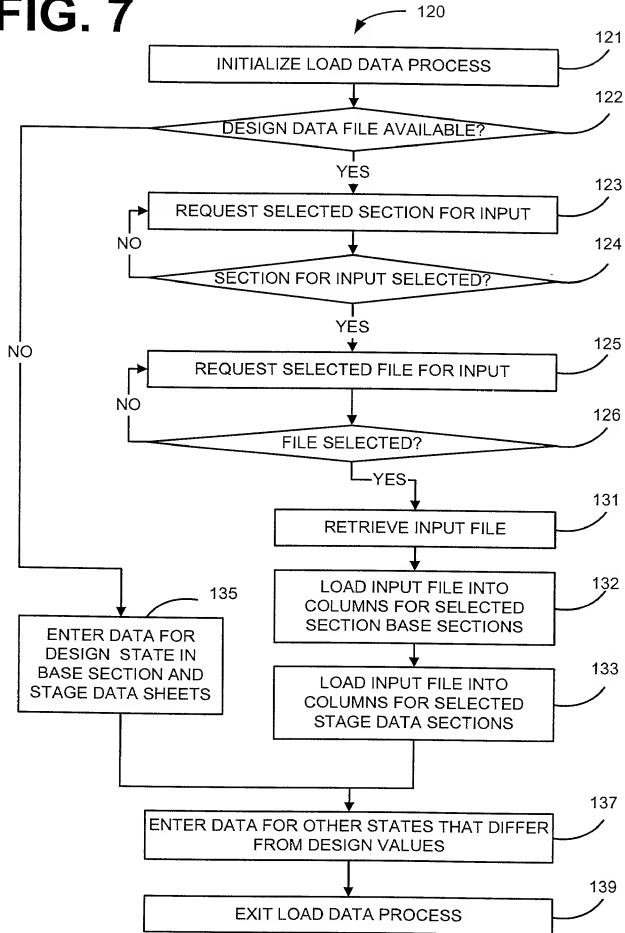 FIG. 7
120
INITIALIZE LOAD DATA PROCESS
121
DESIGN DATA FILE AVAILABLE?
122
YES
REQUEST SELECTED SECTION FOR INPUT
123
NO
SECTION FOR INPUT SELECTED?
124
YES
NO
REQUEST SELECTED FILE FOR INPUT
125
NO
FILE SELECTED?
126
YES
RETRIEVE INPUT FILE
131
LOAD INPUT FILE INTO
COLUMNS FOR SELECTED
SECTION BASE SECTIONS
132
135
ENTER DATA FOR
DESIGN STATE IN
BASE SECTION AND
STAGE DATA SHEETS
LOAD INPUT FILE INTO
COLUMNS FOR SELECTED
STAGE DATA SECTIONS
133
ENTER DATA FOR OTHER STATES THAT DIFFER
FROM DESIGN VALUES
137
EXIT LOAD DATA PROCESS
139